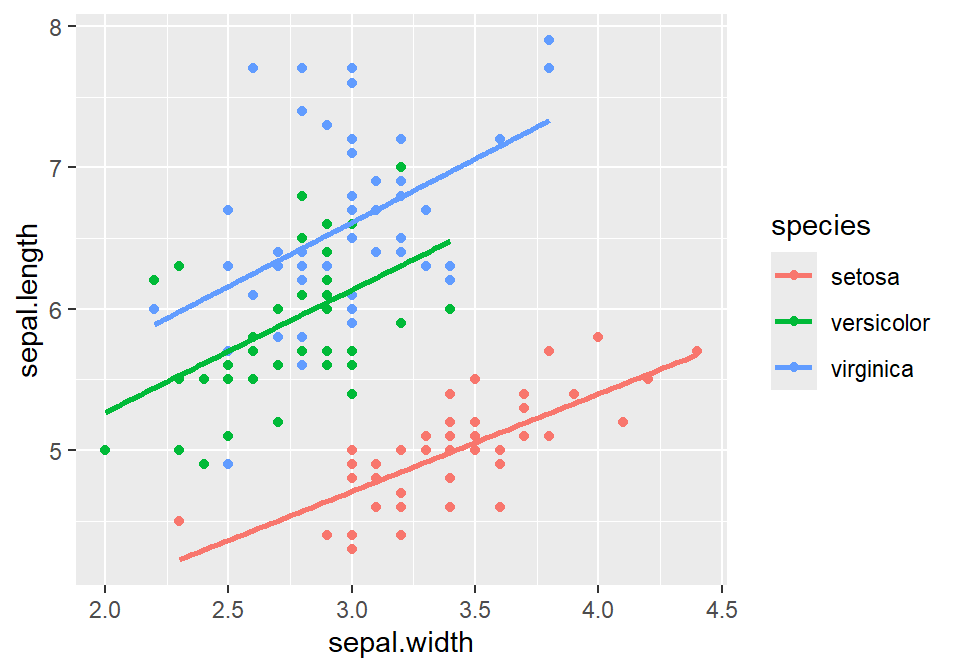 8
7
6
5
sepal.length
2.0 2.5 3.0 3.5 4.0 4.5
sepal.width
species
setosa
versicolor
virginica